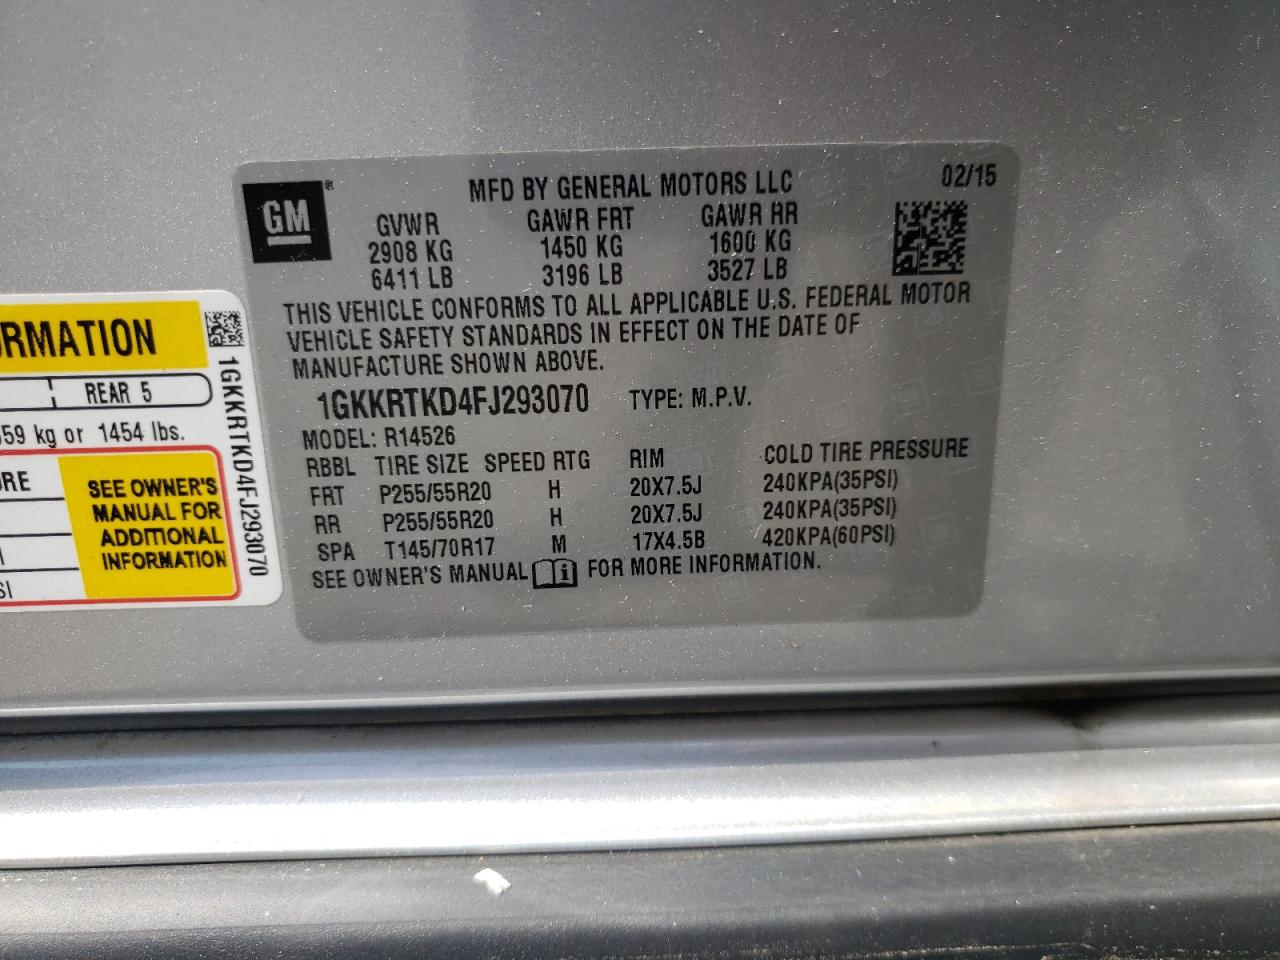 GM ®
MFD BY GENERAL MOTORS LLC 02/15
GVWR GAWR FRT GAWR RR
2908 KG 1450 KG 1600 KG
6411 LB 3196 LB 3527 LB
THIS VEHICLE CONFORMS TO ALL APPLICABLE U.S. FEDERAL MOTOR
VEHICLE SAFETY STANDARDS IN EFFECT ON THE DATE OF
MANUFACTURE SHOWN ABOVE.
1GKKRTKD4FJ293070 TYPE: M.P.V.
MODEL: R14526
RBBL TIRE SIZE SPEED RTG RIM COLD TIRE PRESSURE
FRT P255/55R20 H 20X7.5J 240KPA(35PSI)
RR P255/55R20 H 20X7.5J 240KPA(35PSI)
SPA T145/70R17 M 17X4.5B 420KPA(60PSI)
SEE OWNER'S MANUAL i FOR MORE INFORMATION.
RMATION
REAR 5
59 kg or 1454 lbs.
RE
SI
SEE OWNER'S
MANUAL FOR
ADDITIONAL
INFORMATION
1GKKRTKD4FJ293070